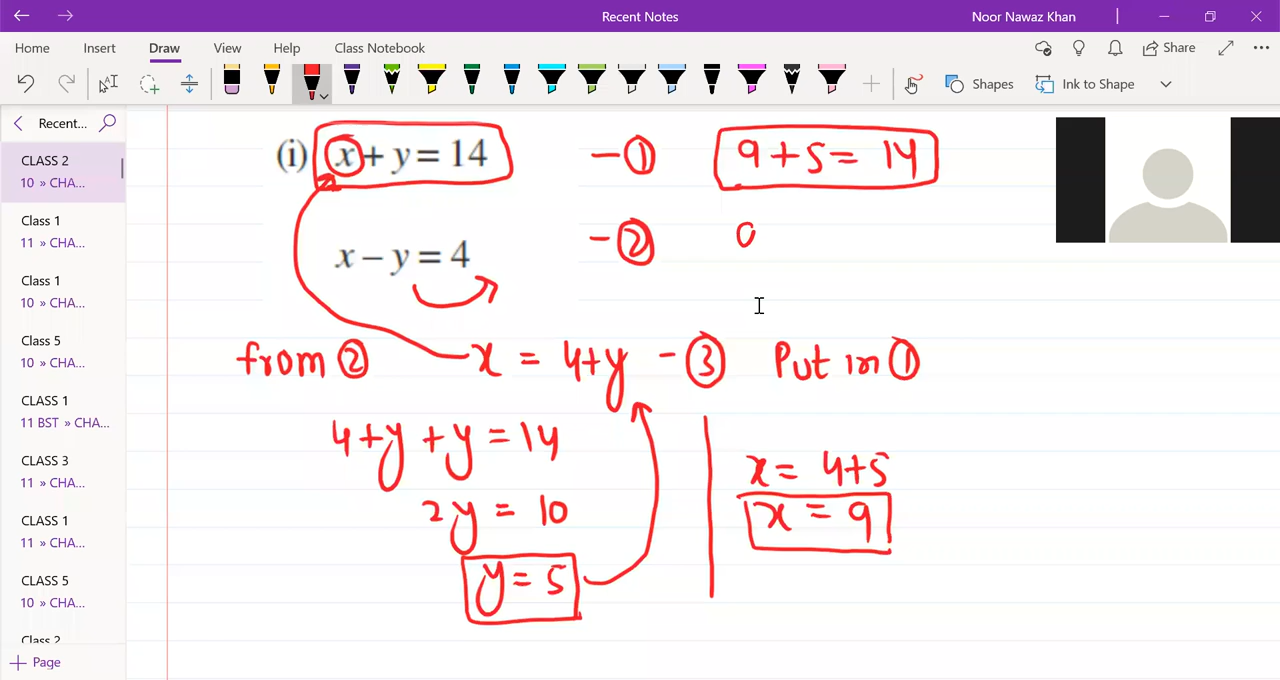 Recent Notes
Noor Nawaz Khan
Home Insert Draw View Help Class Notebook
Share
Shapes
Ink to Shape
Recent...
CLASS 2
10 » CHA...
Class 1
11 » CHA...
Class 1
10 » CHA...
Class 5
10 » CHA...
CLASS 1
11 BST » CHA...
CLASS 3
11 » CHA...
CLASS 1
11 » CHA...
CLASS 5
10 » CHA...
Class 2
+ Page
(i) x + y = 14 - ① 9 + 5 = 14
x – y = 4 - ② 9
from ② x = 4+y - ③ Put in ①
4+y +y = 14
2y = 10
y = 5
x = 4+5
x = 9